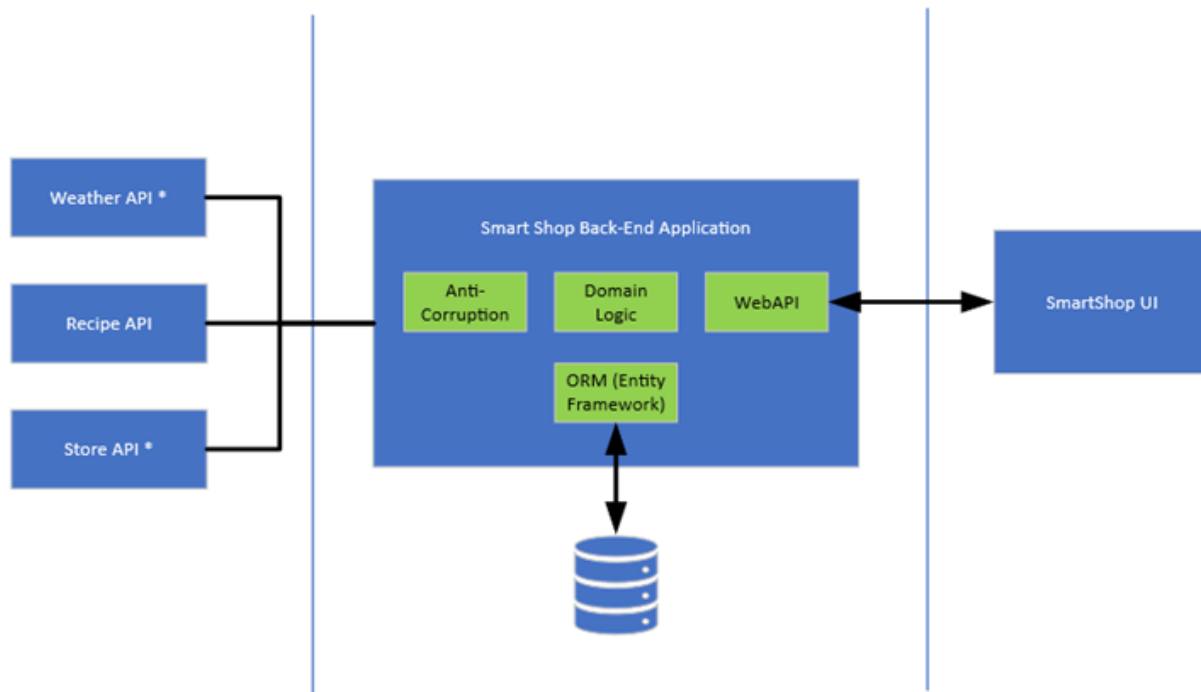 Weather API *
Recipe API
Store API *
Smart Shop Back-End Application
Anti-
Corruption
Domain
Logic
WebAPI
ORM (Entity
Framework)
SmartShop UI